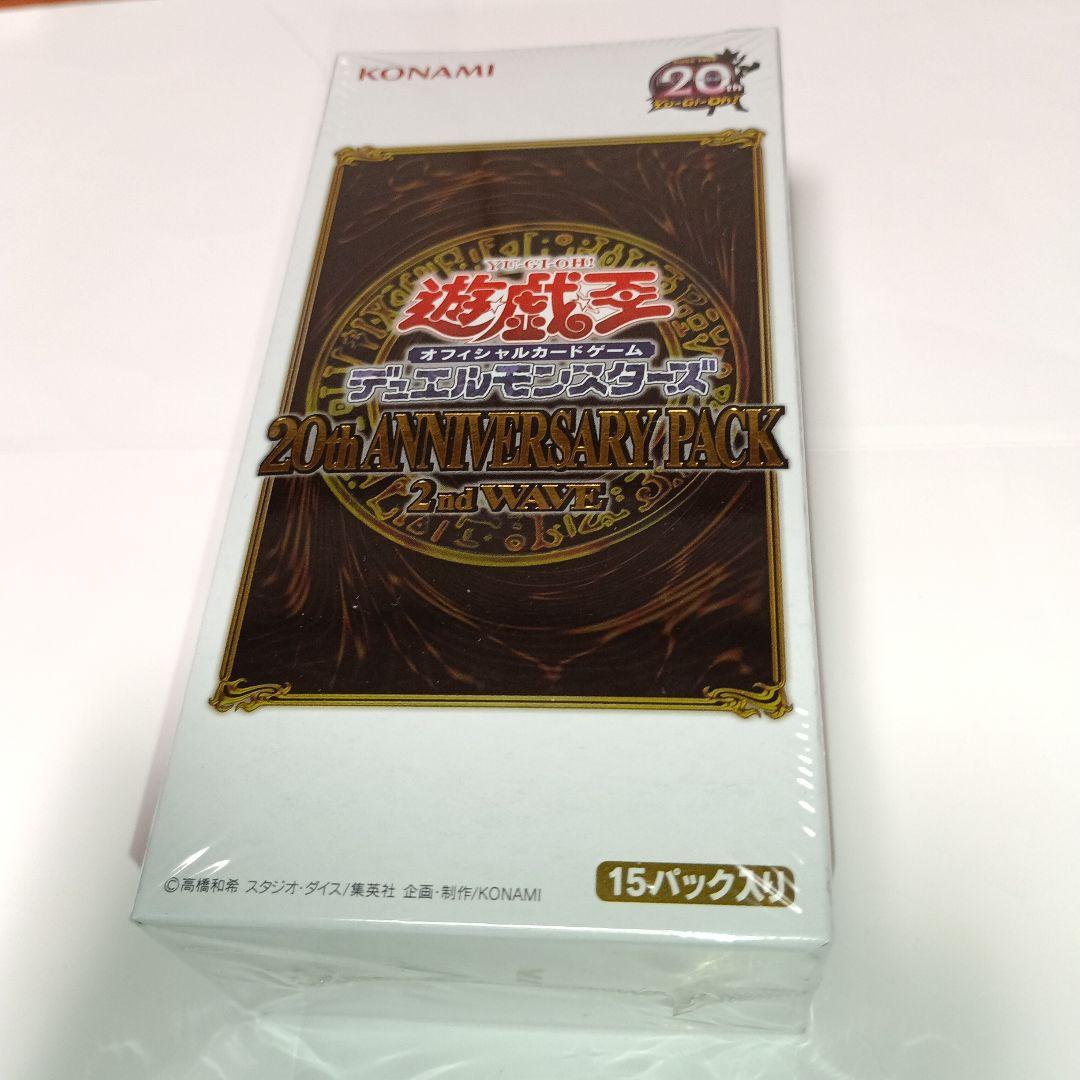 KONAMI
20th
Yu-Gi-Oh!
YU-GI-OH!
遊戯王
オフィシャルカードゲーム
デュエルモンスターズ
20th ANNIVERSARY PACK
2nd WAVE
15パック入り
©高橋和希 スタジオ・ダイス/集英社 企画・制作/KONAMI